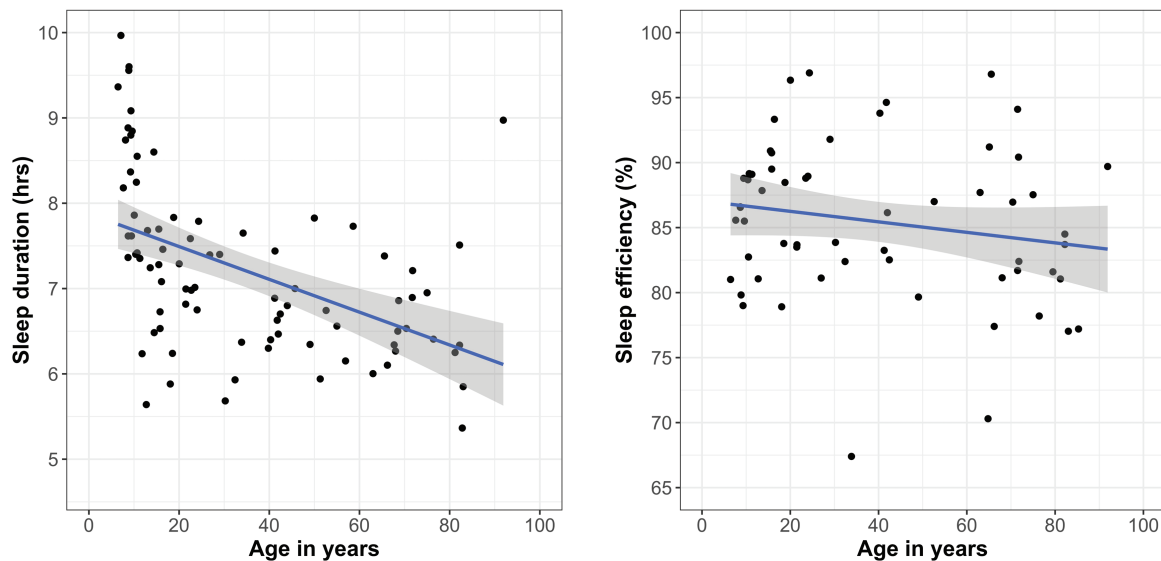 Sleep duration (hrs)
10
9
8
7
6
5
0 20 40 60 80 100
Age in years
Sleep efficiency (%)
100
95
90
85
80
75
70
65
0 20 40 60 80 100
Age in years